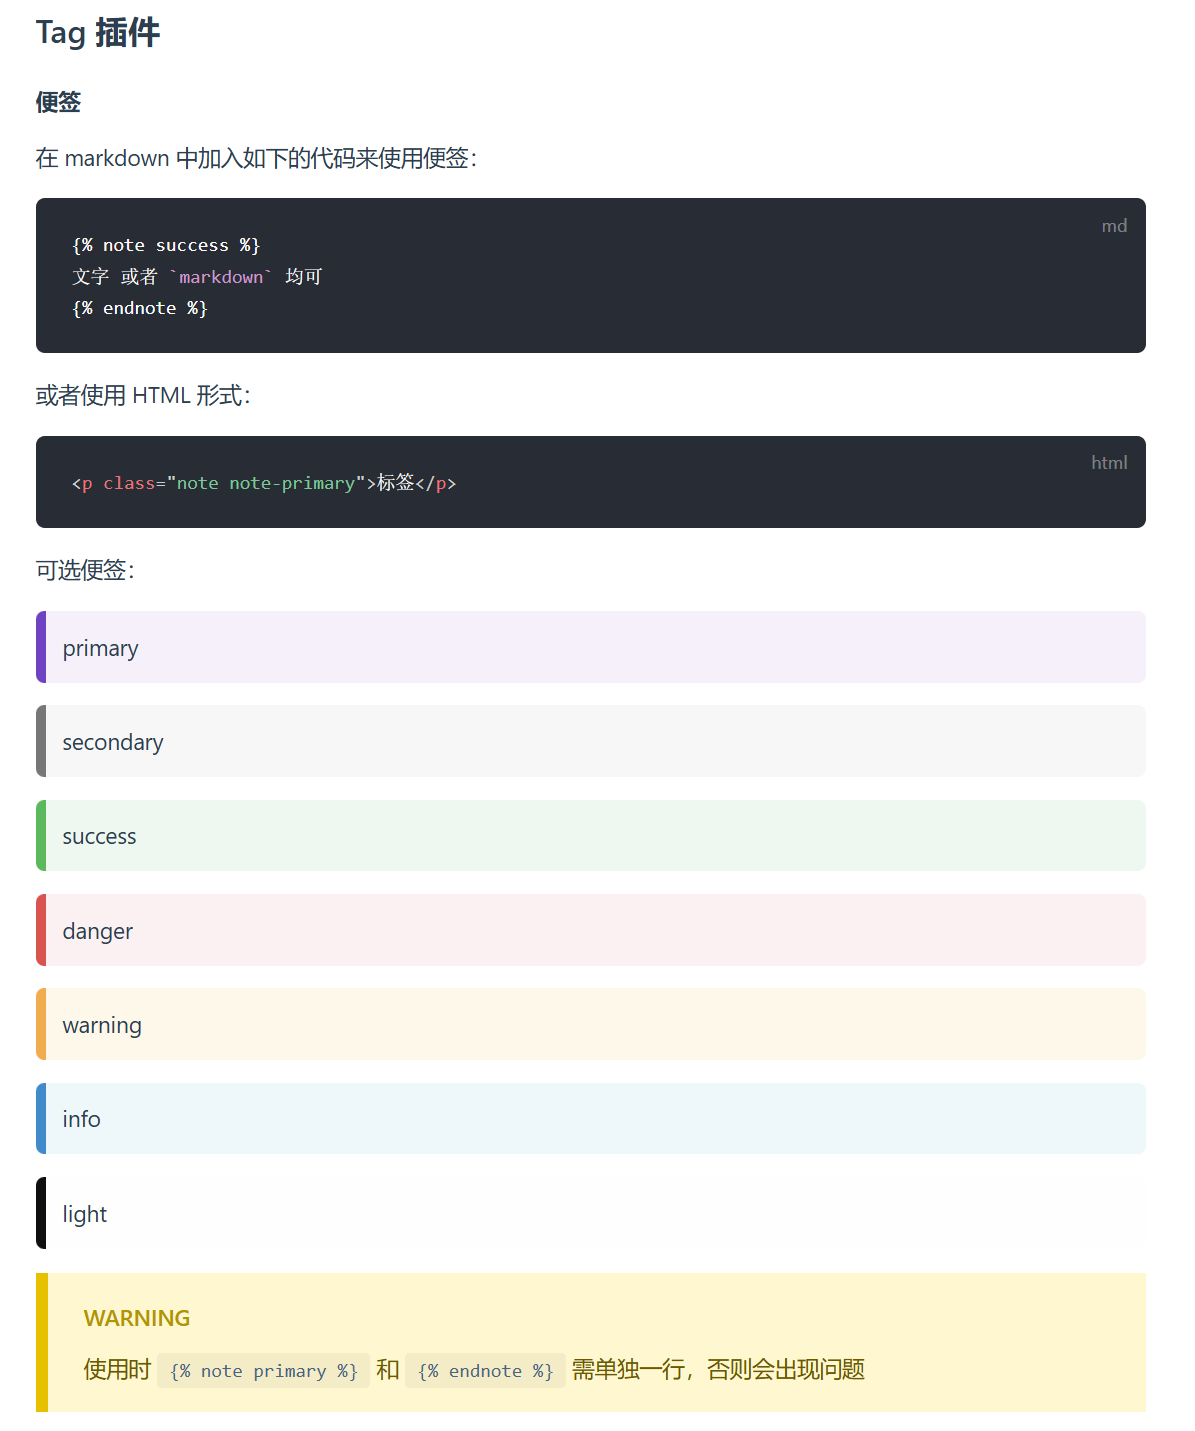 Tag 插件
便签
在 markdown 中加入如下的代码来使用便签：
md
{% note success %}
文字 或者 `markdown` 均可
{% endnote %}
或者使用 HTML 形式：
html
<p class="note note-primary">标签</p>
可选便签：
primary
secondary
success
danger
warning
info
light
WARNING
使用时 {% note primary %} 和 {% endnote %} 需单独一行，否则会出现问题